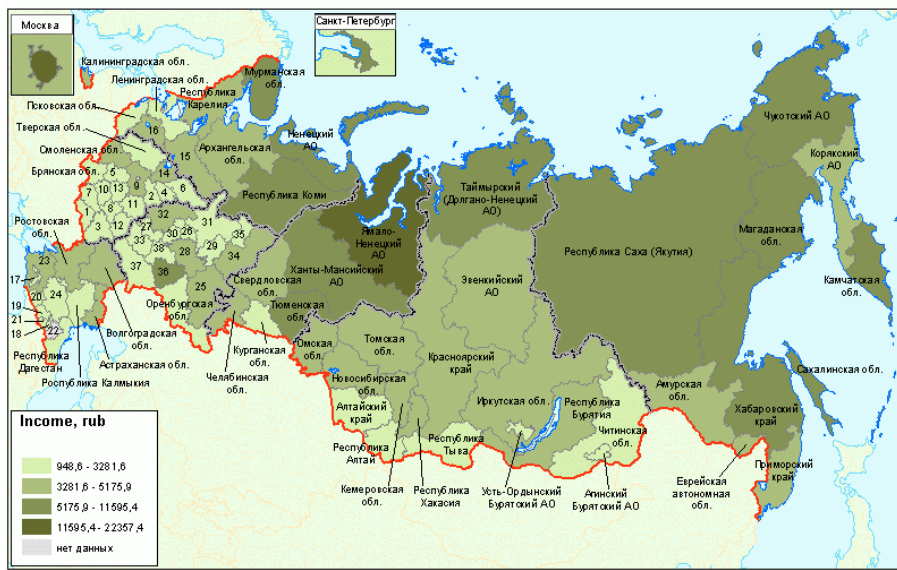 Москва
Санкт-Петербург
Калининградская обл.
Ленинградская
обл.
Республика
Карелия
Мурманская
обл.
Псковская обл
Тверская обл.
Смоленская обл.
Брянская обл.
Архангельская
обл.
Ненецкий
АО
Чукотский АО
Корякский
АО
Таймырский
(Долгано-Ненецкий
АО)
Республика Коми
Магаданская
обл.
Ростовская
обл.
Ямало-
Ненецкий
АО
Республика Саха (Якутия)
Ханты-Мансийский
АО
Эвенкийский
АО
Камчатская
обл.
Свердловская
обл.
Тюменская
обл.
Оренбургская
обл.
Волгоградская
обл.
Астраханская обл.
Республика Калмыкия
Республика
Дагестан
Челябинская
обл.
Курганская
обл.
Омская
обл.
Томская
обл.
Новосибирская
обл.
Красноярский
край
Иркутская обл.
Республика
Бурятия
Амурская
обл.
Сахалинская обл.
Хабаровский
край
Алтайский
край
Республика
Алтай
Республика
Тыва
Читинская
обл.
Кемеровская
обл.
Республика
Хакасия
Усть-Ордынский
Бурятский АО
Агинский
Бурятский АО
Еврейская
автономная обл.
Приморский
край
16
15
14
5
7
10
13
9
2
4
6
1
8
11
3
12
32
31
27
30
26
35
33
38
28
29
34
37
36
25
23
17
20
24
19
21
18
22
Income, rub
948,6 - 3281,6
3281,6 - 5175,9
5175,9 - 11595,4
11595,4 - 22357,4
нет данных